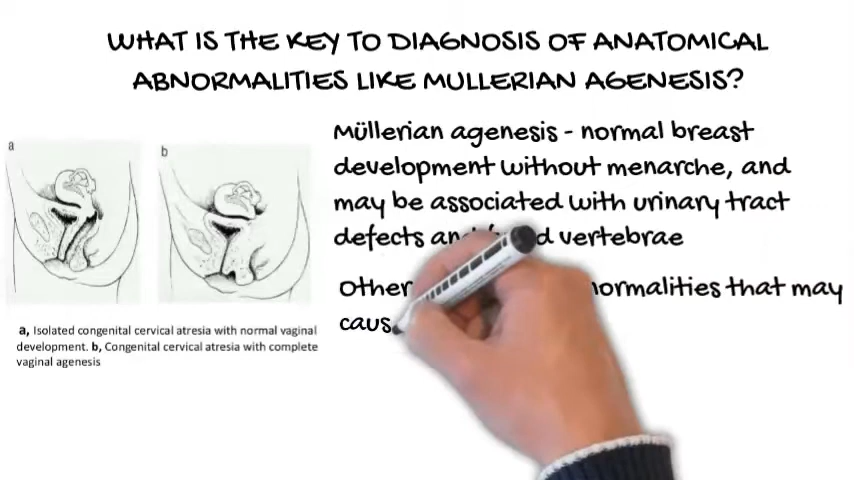 WHAT IS THE KEY TO DIAGNOSIS OF ANATOMICAL
ABNORMALITIES LIKE MULLERIAN AGENESIS?
a
b
Müllerian agenesis - normal breast
development without menarche, and
may be associated with urinary tract
defects and vertebrae
Other that may
a, Isolated congenital cervical atresia with normal vaginal
development. b, Congenital cervical atresia with complete
vaginal agenesis